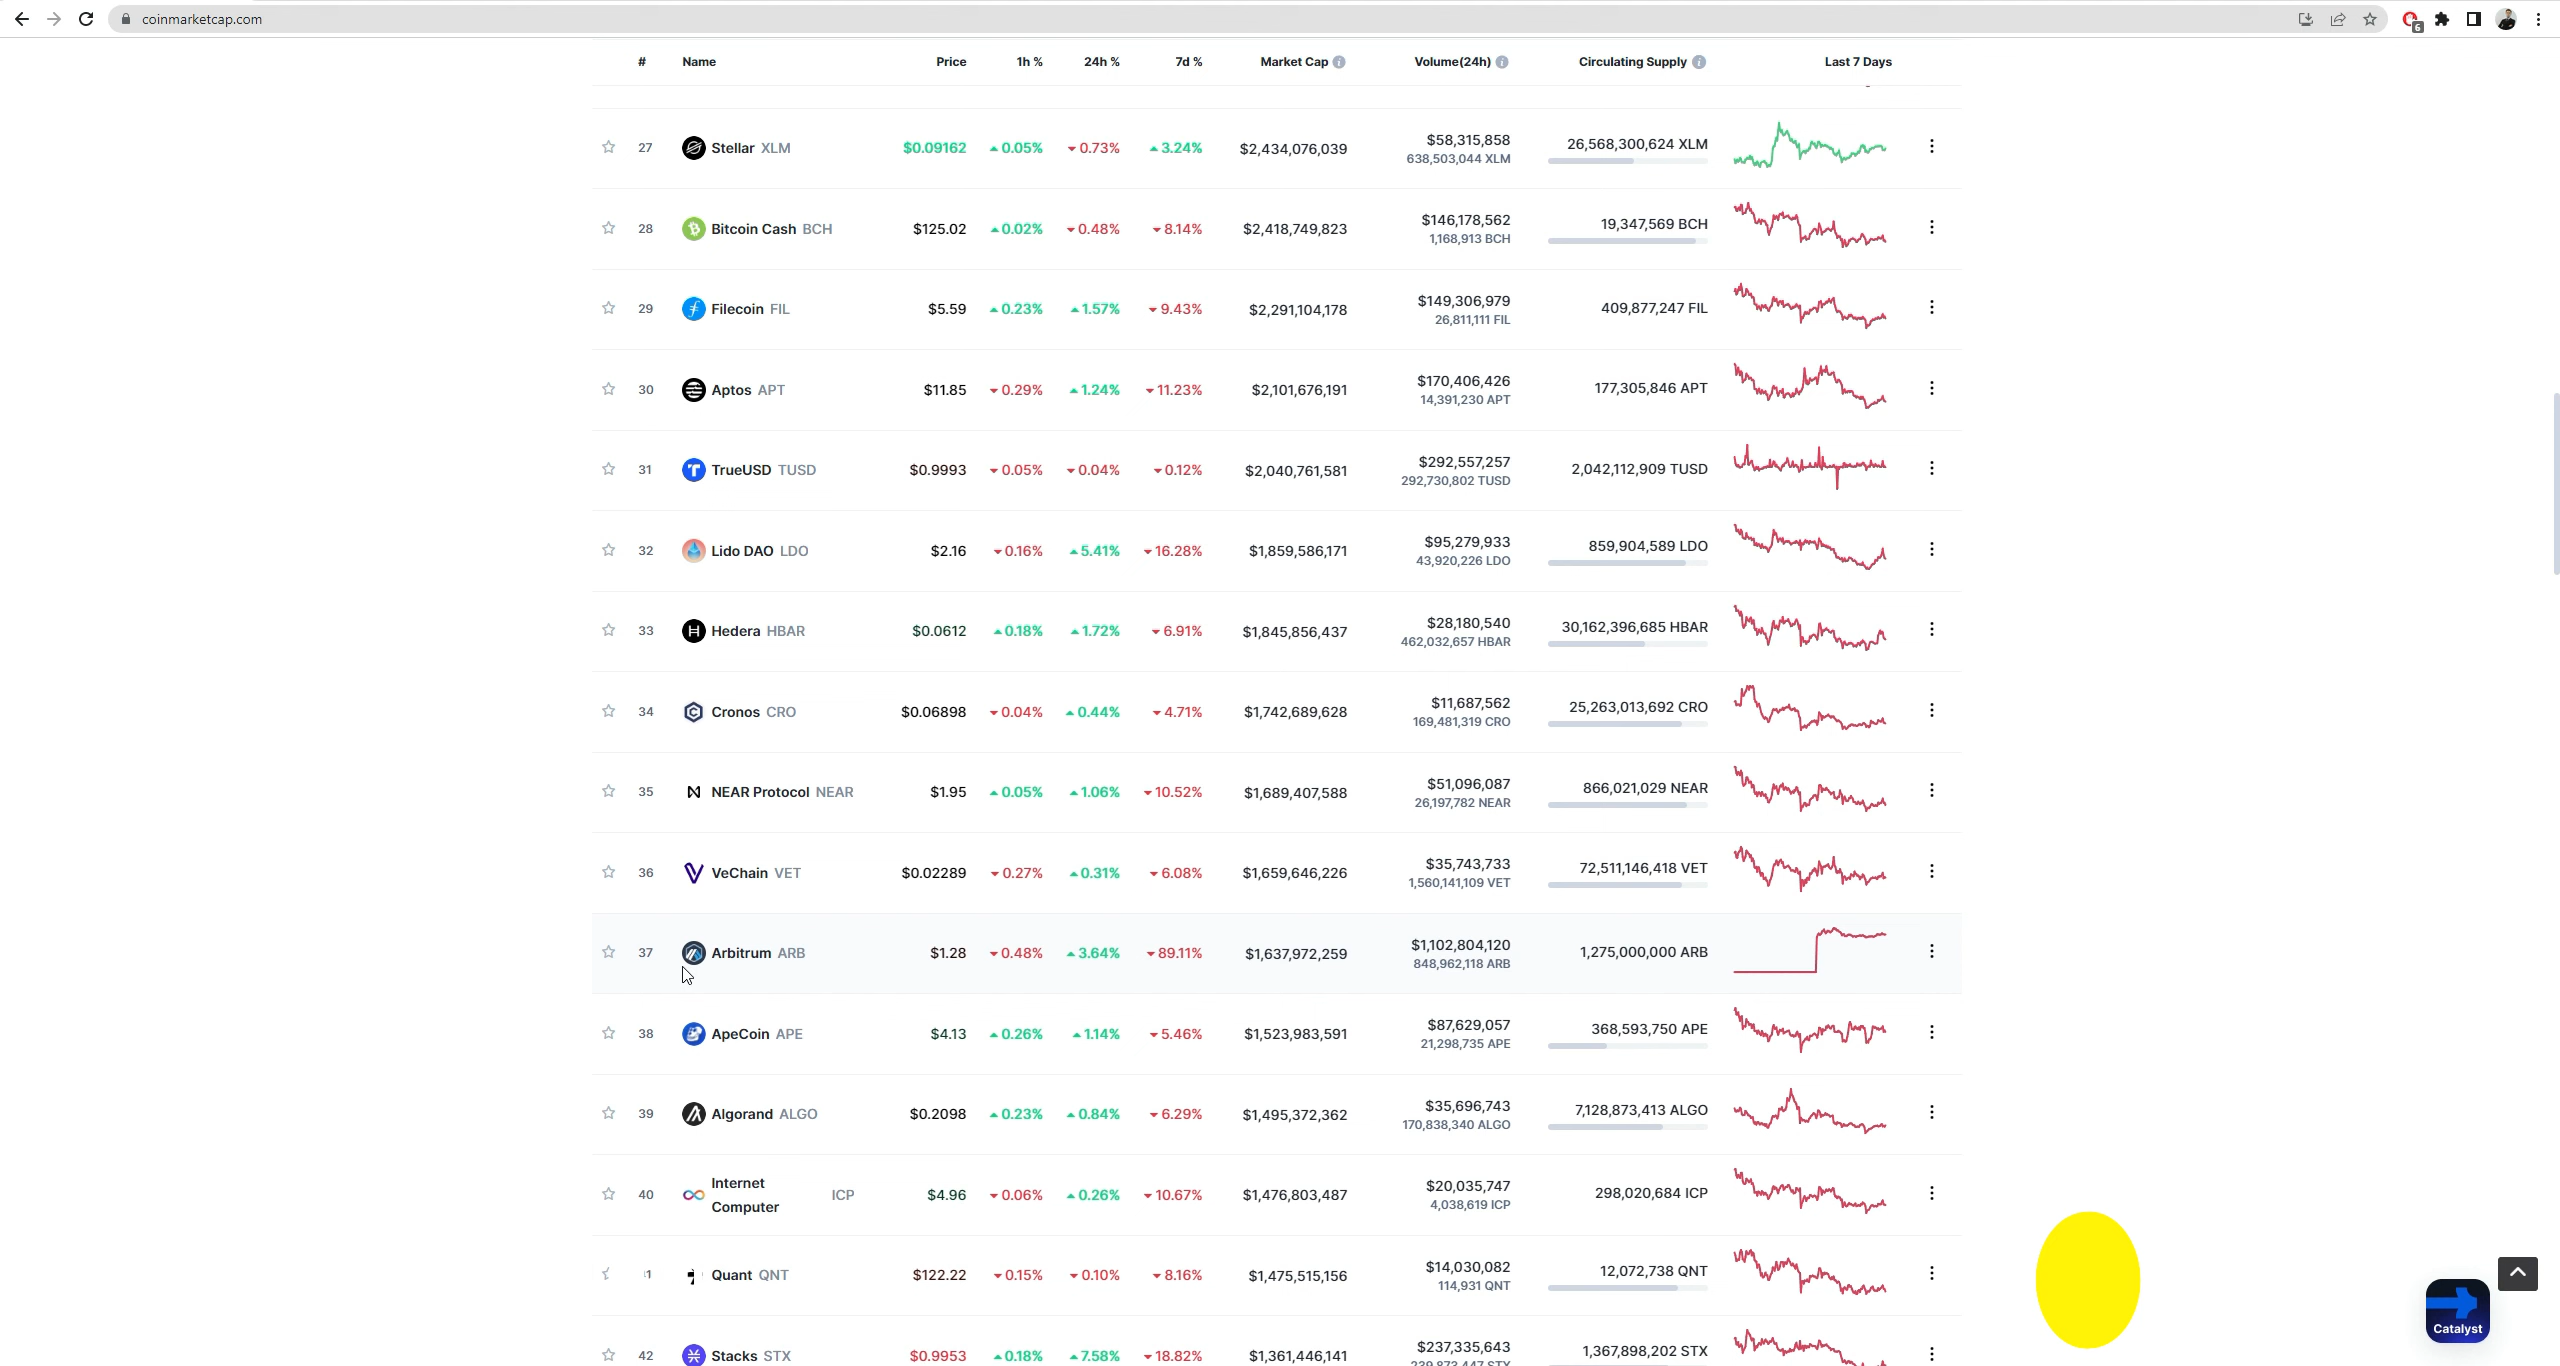 coinmarketcap.com
6
# Name Price 1h % 24h % 7d % Market Cap Volume(24h) Circulating Supply Last 7 Days
27 Stellar XLM $0.09162 0.05% 0.73% 3.24% $2,434,076,039 $58,315,858 26,568,300,624 XLM
638,503,044 XLM
28 Bitcoin Cash BCH $125.02 0.02% 0.48% 8.14% $2,418,749,823 $146,178,562 19,347,569 BCH
1,168,913 BCH
29 Filecoin FIL $5.59 0.23% 1.57% 9.43% $2,291,104,178 $149,306,979 409,877,247 FIL
26,811,111 FIL
30 Aptos APT $11.85 0.29% 1.24% 11.23% $2,101,676,191 $170,406,426 177,305,846 APT
14,391,230 APT
31 TrueUSD TUSD $0.9993 0.05% 0.04% 0.12% $2,040,761,581 $292,557,257 2,042,112,909 TUSD
292,730,802 TUSD
32 Lido DAO LDO $2.16 0.16% 5.41% 16.28% $1,859,586,171 $95,279,933 859,904,589 LDO
43,920,226 LDO
33 Hedera HBAR $0.0612 0.18% 1.72% 6.91% $1,845,856,437 $28,180,540 30,162,396,685 HBAR
462,032,657 HBAR
34 Cronos CRO $0.06898 0.04% 0.44% 4.71% $1,742,689,628 $11,687,562 25,263,013,692 CRO
169,481,319 CRO
35 NEAR Protocol NEAR $1.95 0.05% 1.06% 10.52% $1,689,407,588 $51,096,087 866,021,029 NEAR
26,197,782 NEAR
36 VeChain VET $0.02289 0.27% 0.31% 6.08% $1,659,646,226 $35,743,733 72,511,146,418 VET
1,560,141,109 VET
37 Arbitrum ARB $1.28 0.48% 3.64% 89.11% $1,637,972,259 $1,102,804,120 1,275,000,000 ARB
848,962,118 ARB
38 ApeCoin APE $4.13 0.26% 1.14% 5.46% $1,523,983,591 $87,629,057 368,593,750 APE
21,298,735 APE
39 Algorand ALGO $0.2098 0.23% 0.84% 6.29% $1,495,372,362 $35,696,743 7,128,873,413 ALGO
170,838,340 ALGO
40 Internet Computer ICP $4.96 0.06% 0.26% 10.67% $1,476,803,487 $20,035,747 298,020,684 ICP
4,038,619 ICP
Quant QNT $122.22 0.15% 0.10% 8.16% $1,475,515,156 $14,030,082 12,072,738 QNT
114,931 QNT
42 Stacks STX $0.9953 0.18% 7.58% 18.82% $1,361,446,141 $237,335,643 1,367,898,202 STX
Catalyst